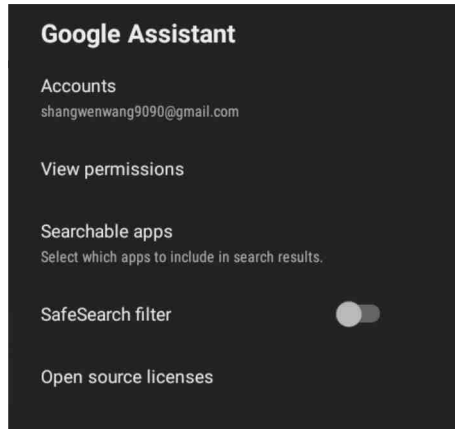 Google Assistant
Accounts
shangwenwang9090@gmail.com
View permissions
Searchable apps
Select which apps to include in search results.
SafeSearch filter
Open source licenses